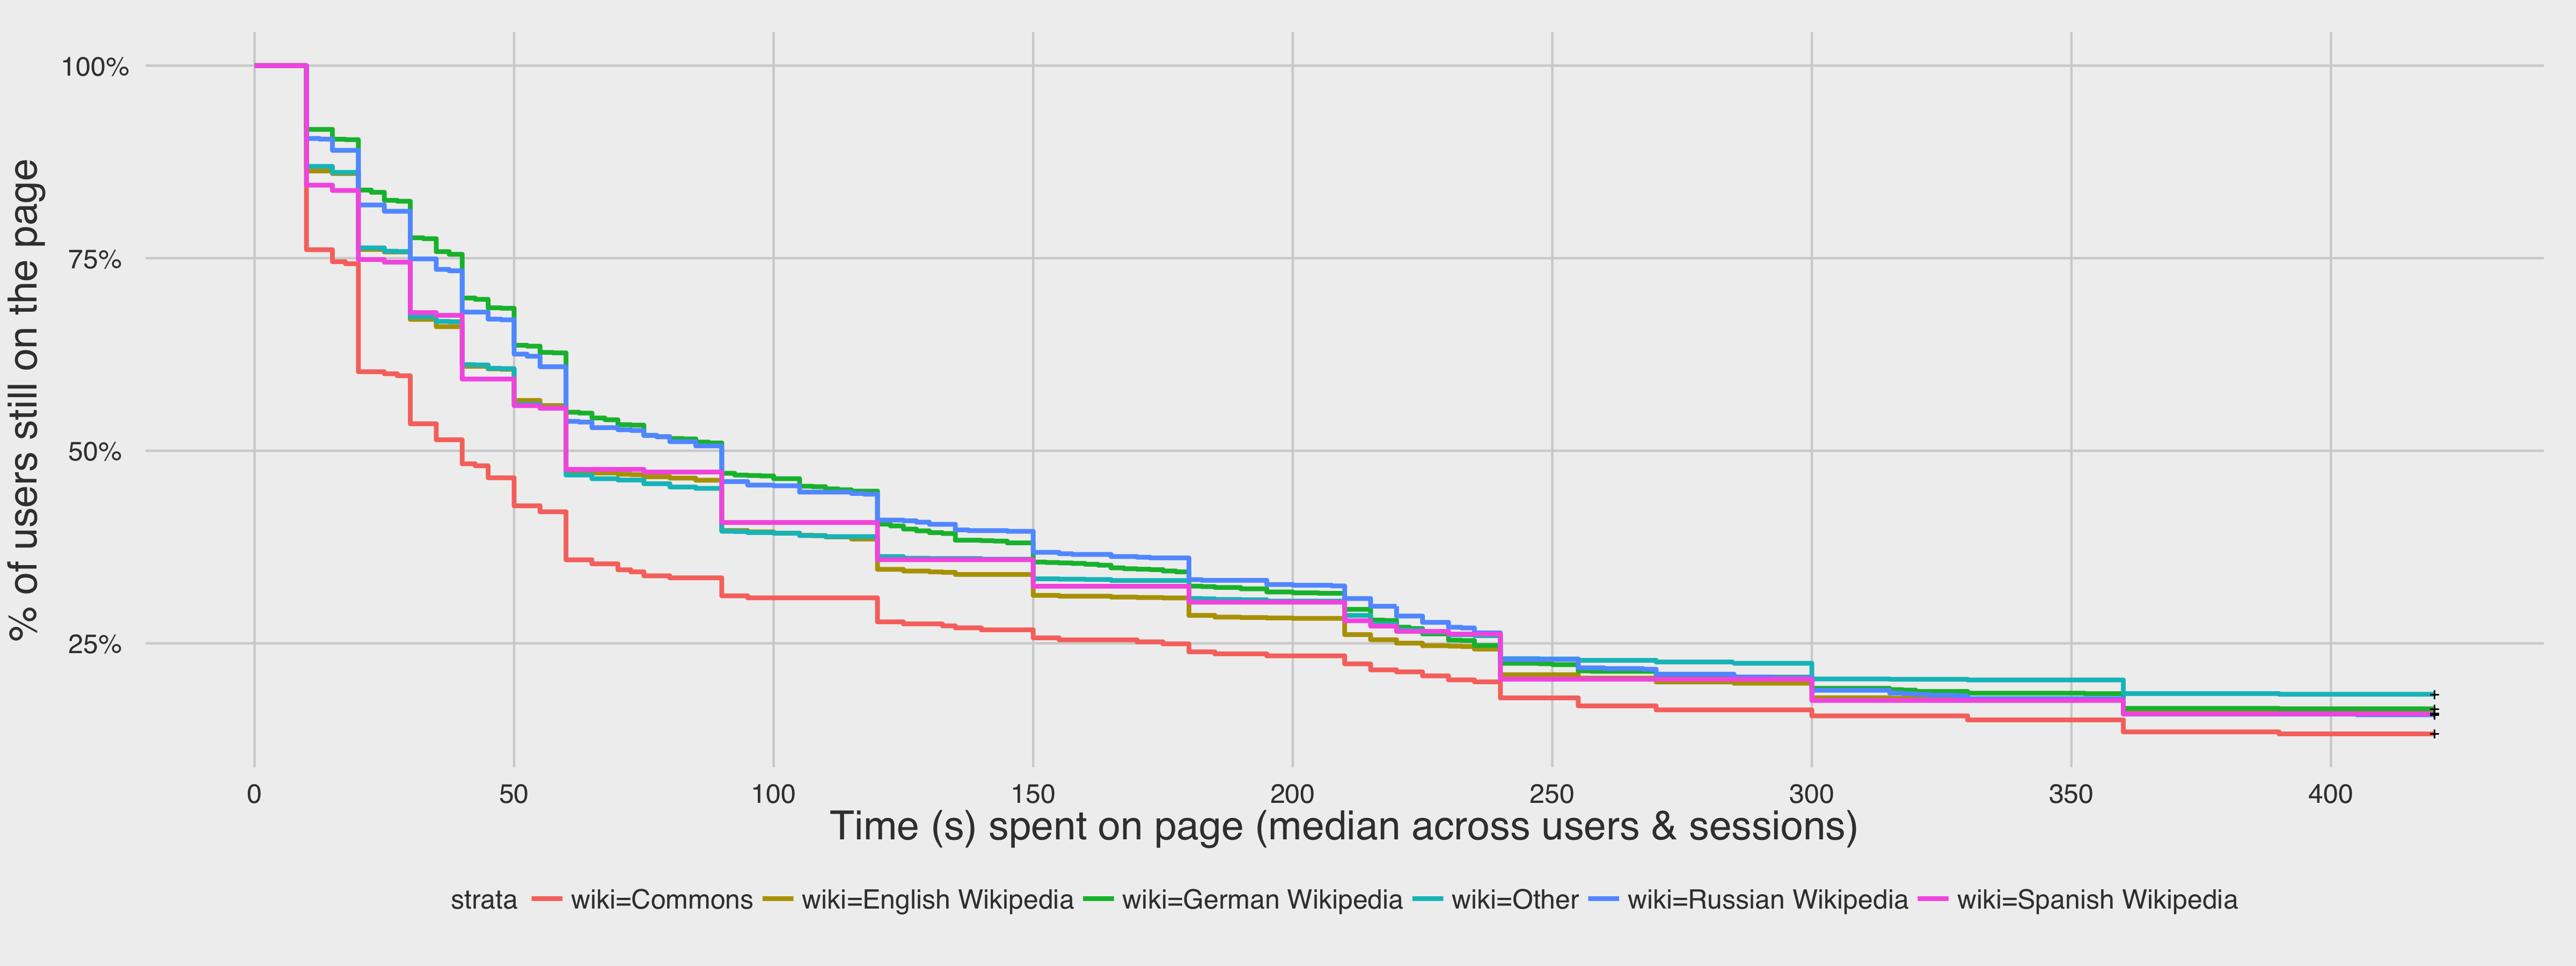 % of users still on the page
100%
75%
50%
25%
0 50 100 150 200 250 300 350 400
Time (s) spent on page (median across users & sessions)
strata wiki=Commons wiki=English Wikipedia wiki=German Wikipedia wiki=Other wiki=Russian Wikipedia wiki=Spanish Wikipedia